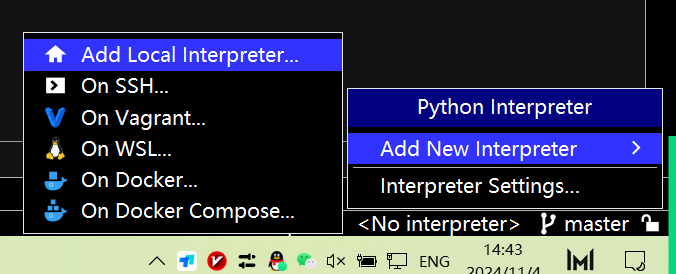 Add Local Interpreter...
On SSH...
On Vagrant...
On WSL...
On Docker...
On Docker Compose...
Python Interpreter
Add New Interpreter
Interpreter Settings...
<No interpreter> master
ENG
14:43
2024/11/4